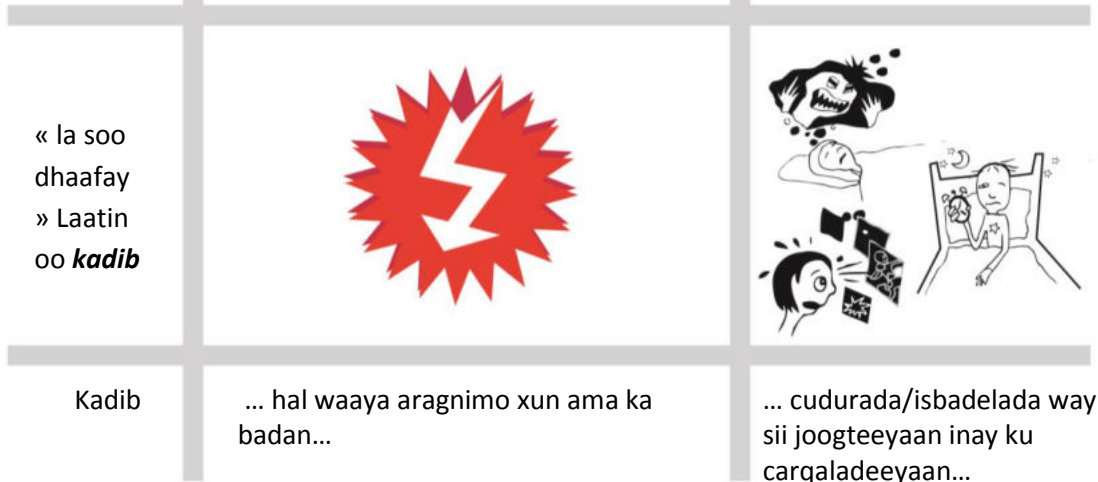 « la soo
dhaafay
» Laatin
oo kadib
Kadib
… hal waaya aragnimo xun ama ka
badan…
… cudurada/isbadelada way
sii joogteeyaan inay ku
cargaladeeyaan…